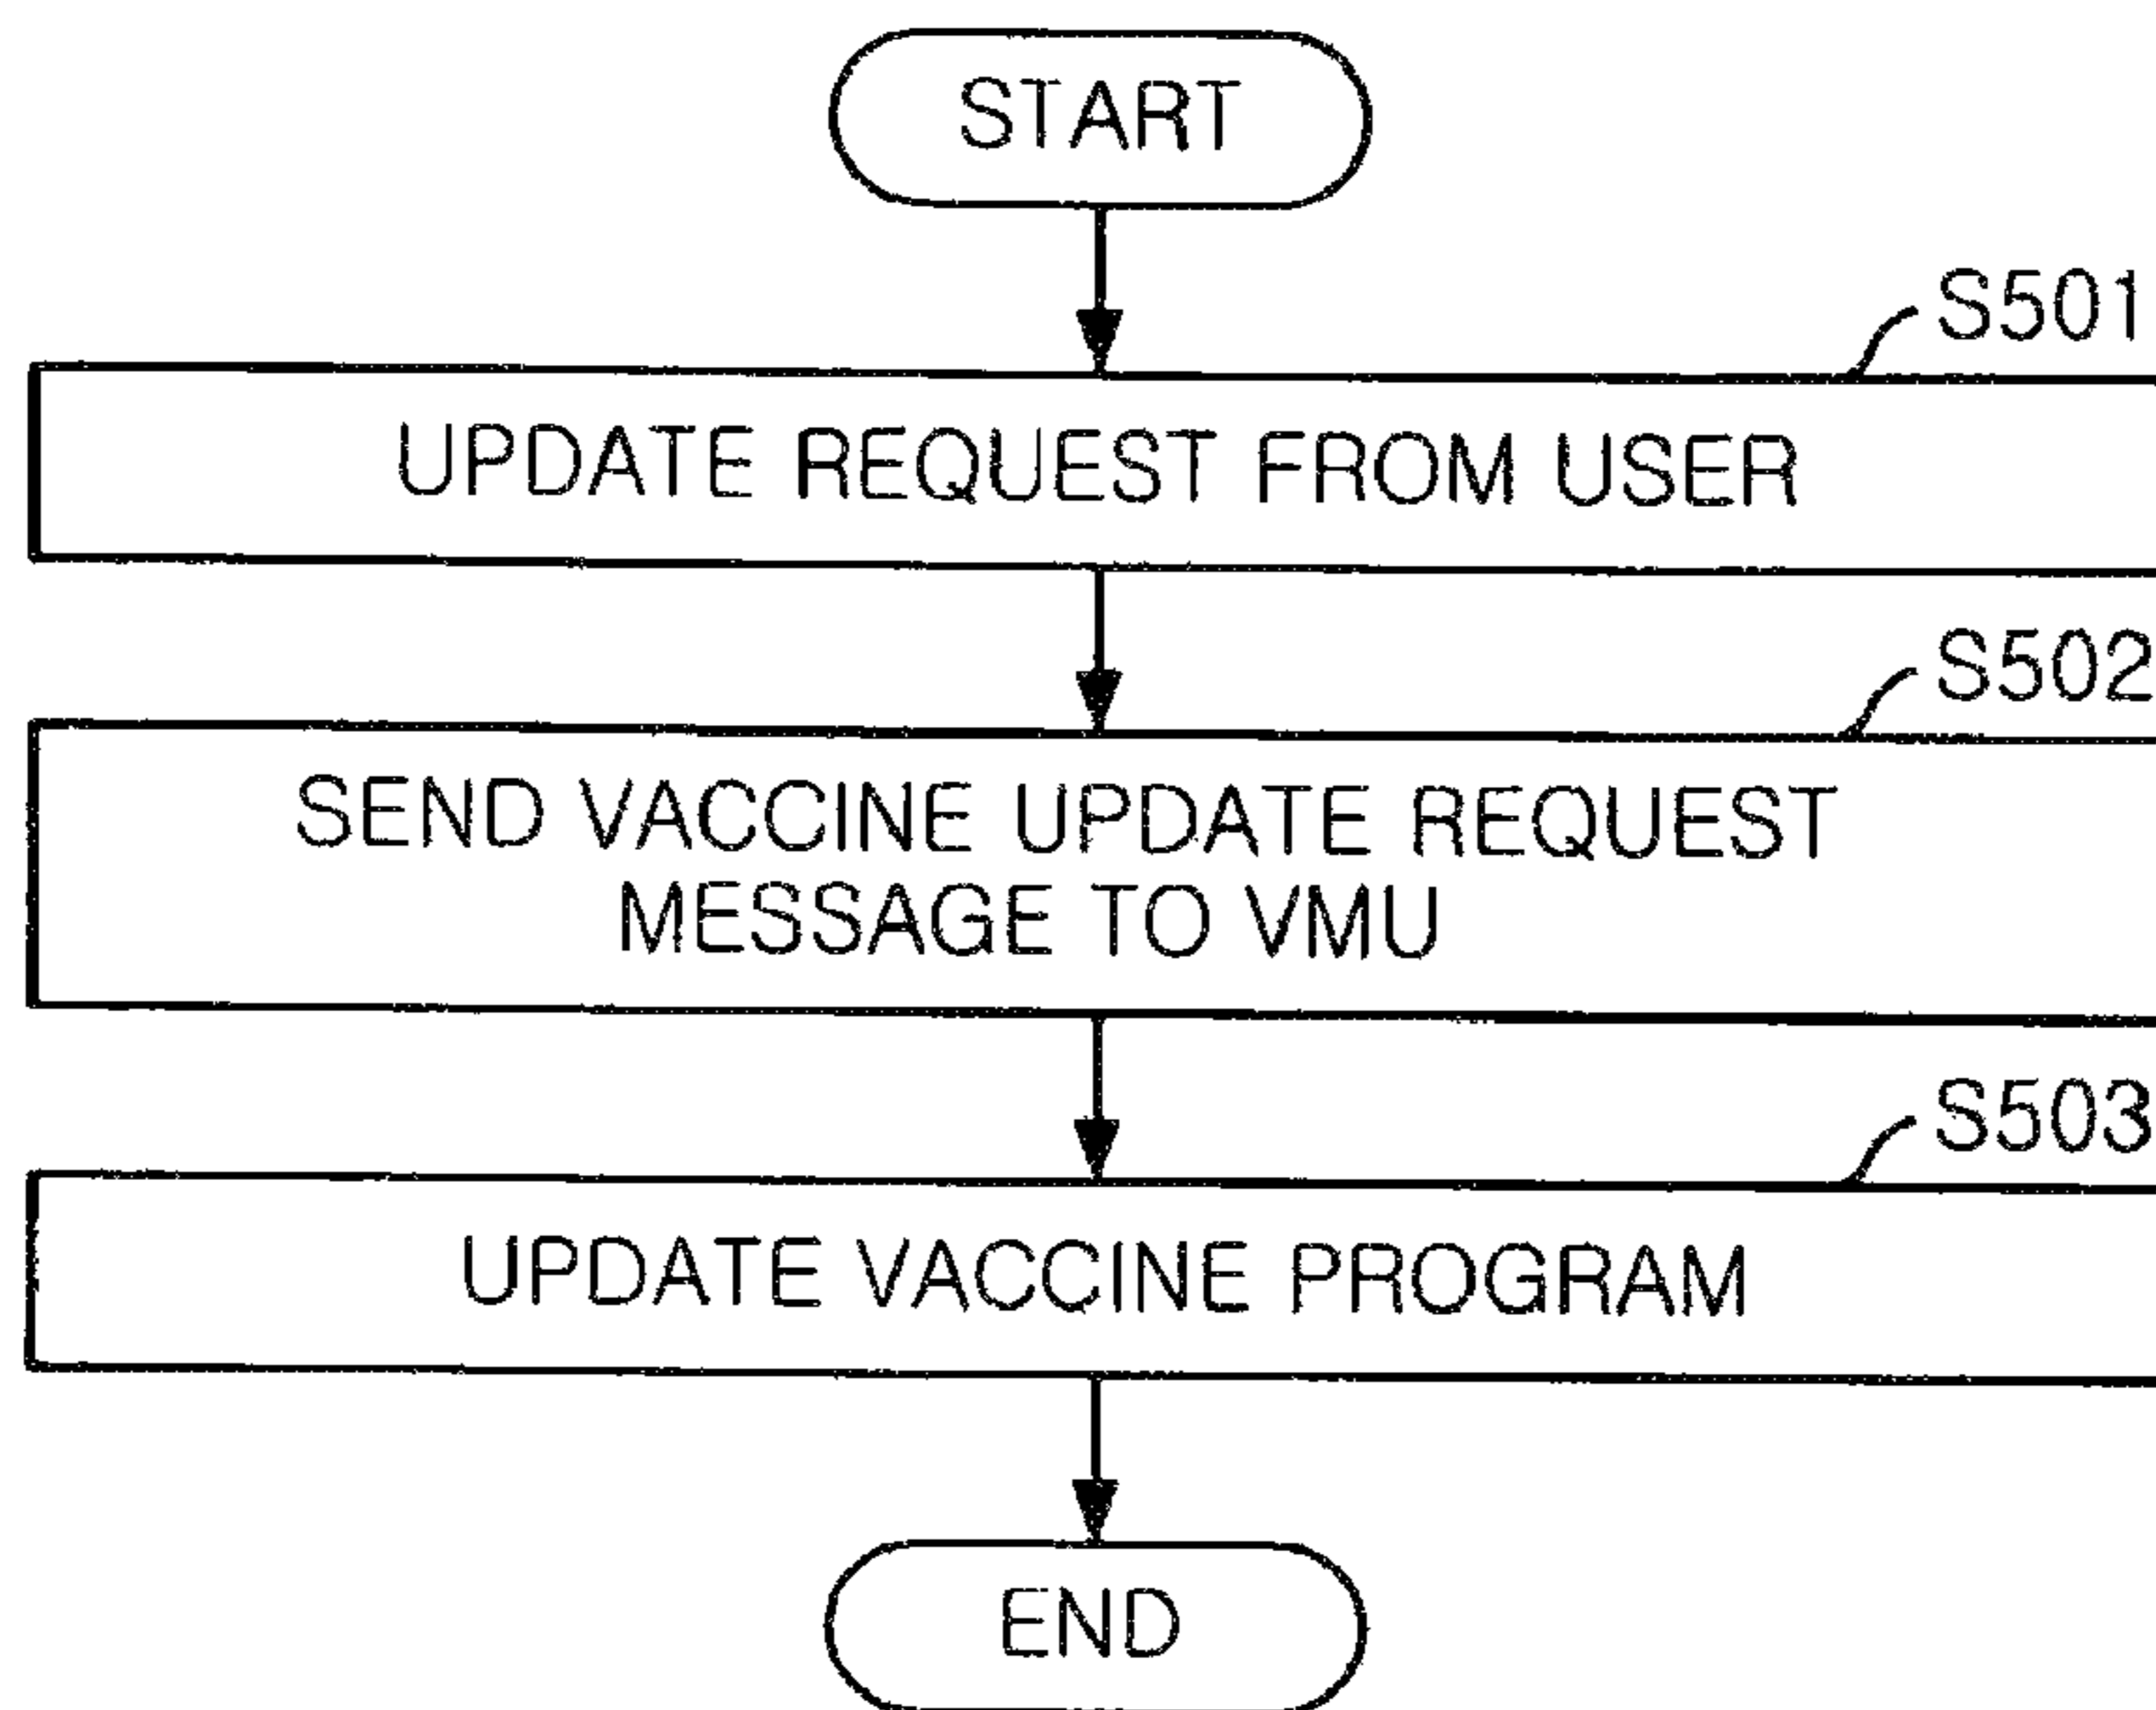 START
S501
UPDATE REQUEST FROM USER
S502
SEND VACCINE UPDATE REQUEST
MESSAGE TO VMU
S503
UPDATE VACCINE PROGRAM
END